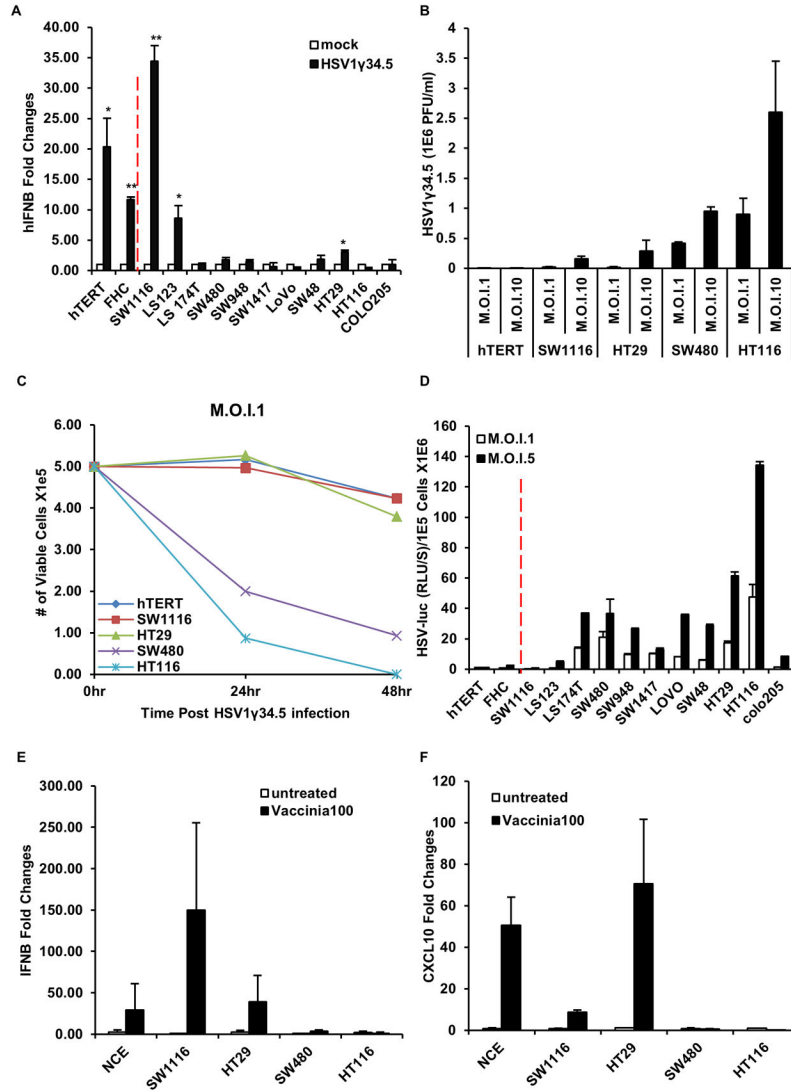 A
hIFNB Fold Changes
40.00
35.00
30.00
25.00
20.00
15.00
10.00
5.00
0.00
mock
HSV1γ34.5
*
**
**
*
*
hTERT
FHC
SW1116
LS123
LS 174T
SW480
SW948
SW1417
LoVo
SW48
HT29
HT116
COLO205
B
HSV1γ34.5 (1E6 PFU/ml)
4
3.5
3
2.5
2
1.5
1
0.5
0
M.O.I.1
M.O.I.10
M.O.I.1
M.O.I.10
M.O.I.1
M.O.I.10
M.O.I.1
M.O.I.10
M.O.I.1
M.O.I.10
hTERT
SW1116
HT29
SW480
HT116
C
M.O.I.1
# of Viable Cells X1e5
6.00
5.00
4.00
3.00
2.00
1.00
0.00
hTERT
SW1116
HT29
SW480
HT116
0hr
24hr
48hr
Time Post HSV1γ34.5 infection
D
HSV-luc (RLU/S)/1E5 Cells X1E6
160
140
120
100
80
60
40
20
0
M.O.I.1
M.O.I.5
hTERT
FHC
SW1116
LS123
LS174T
SW480
SW948
SW1417
LOVO
SW48
HT29
HT116
colo205
E
IFNB Fold Changes
300.00
250.00
200.00
150.00
100.00
50.00
0.00
untreated
Vaccinia100
NCE
SW1116
HT29
SW480
HT116
F
CXCL10 Fold Changes
120
100
80
60
40
20
0
untreated
Vaccinia100
NCE
SW1116
HT29
SW480
HT116